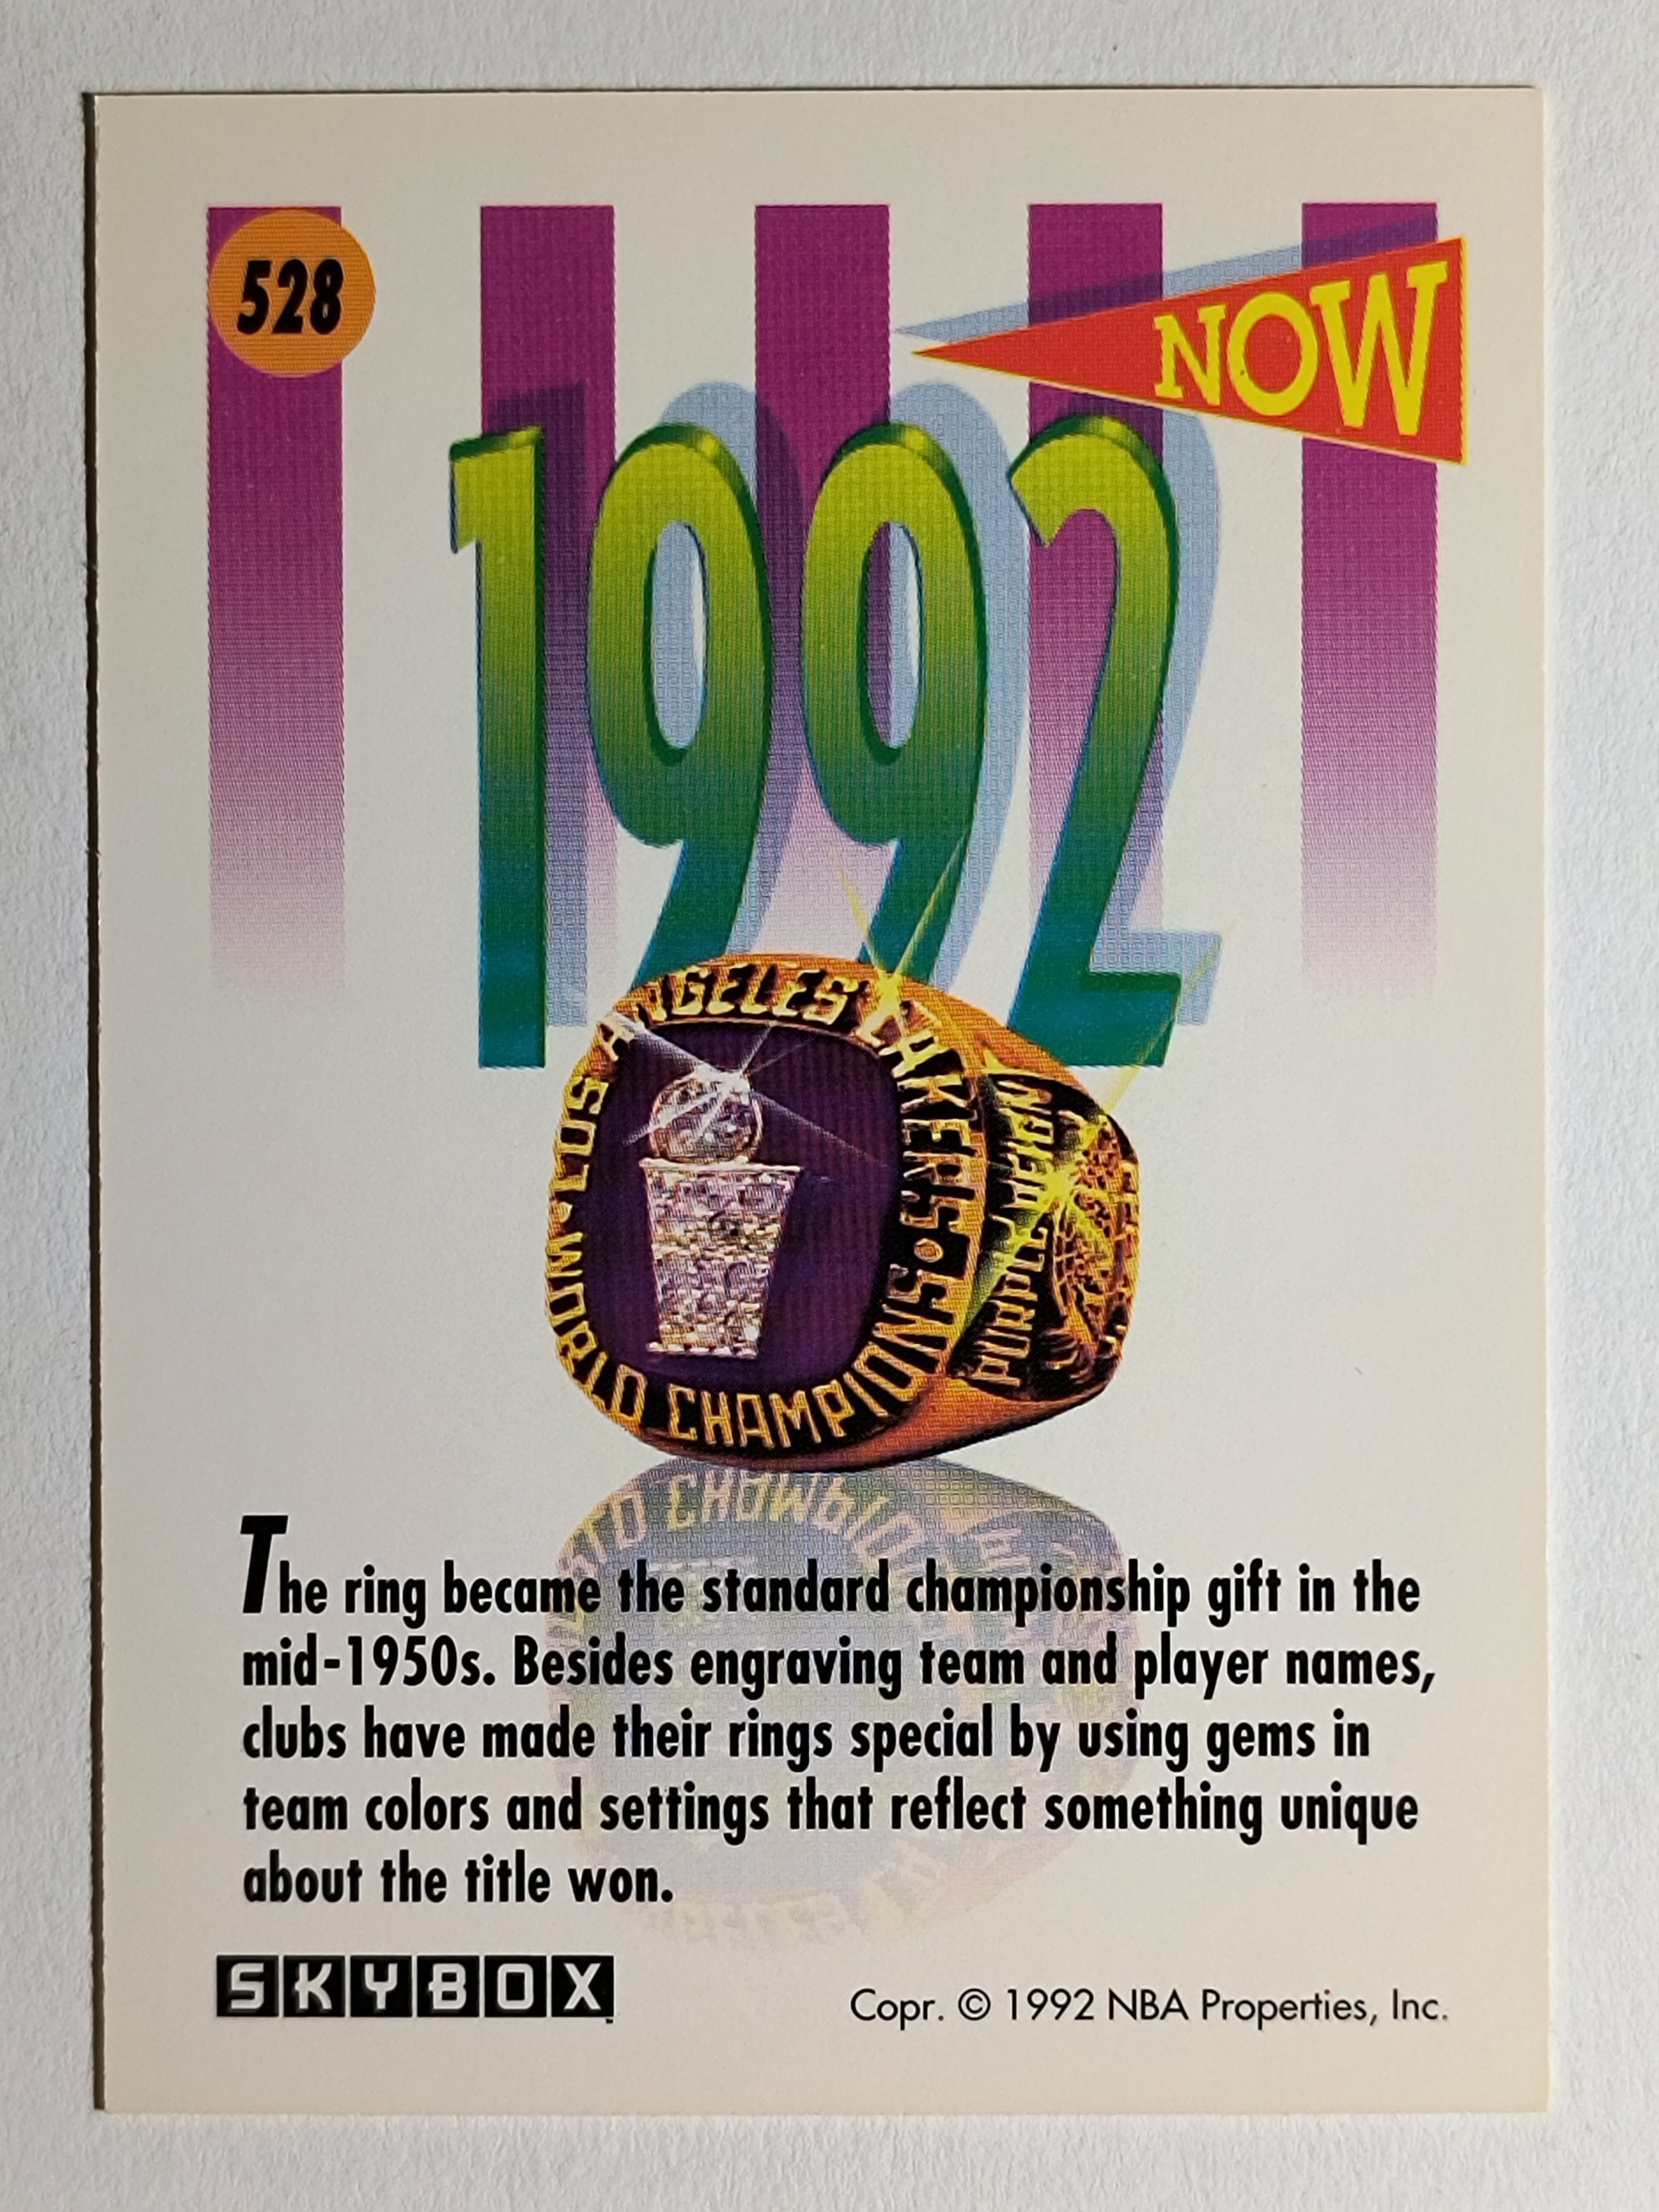 528
NOW
1992
LOS ANGELES LAKERS
WORLD CHAMPIONS
PURPLE REIGN
The ring became the standard championship gift in the
mid-1950s. Besides engraving team and player names,
clubs have made their rings special by using gems in
team colors and settings that reflect something unique
about the title won.
SKYBOX
Copr. © 1992 NBA Properties, Inc.